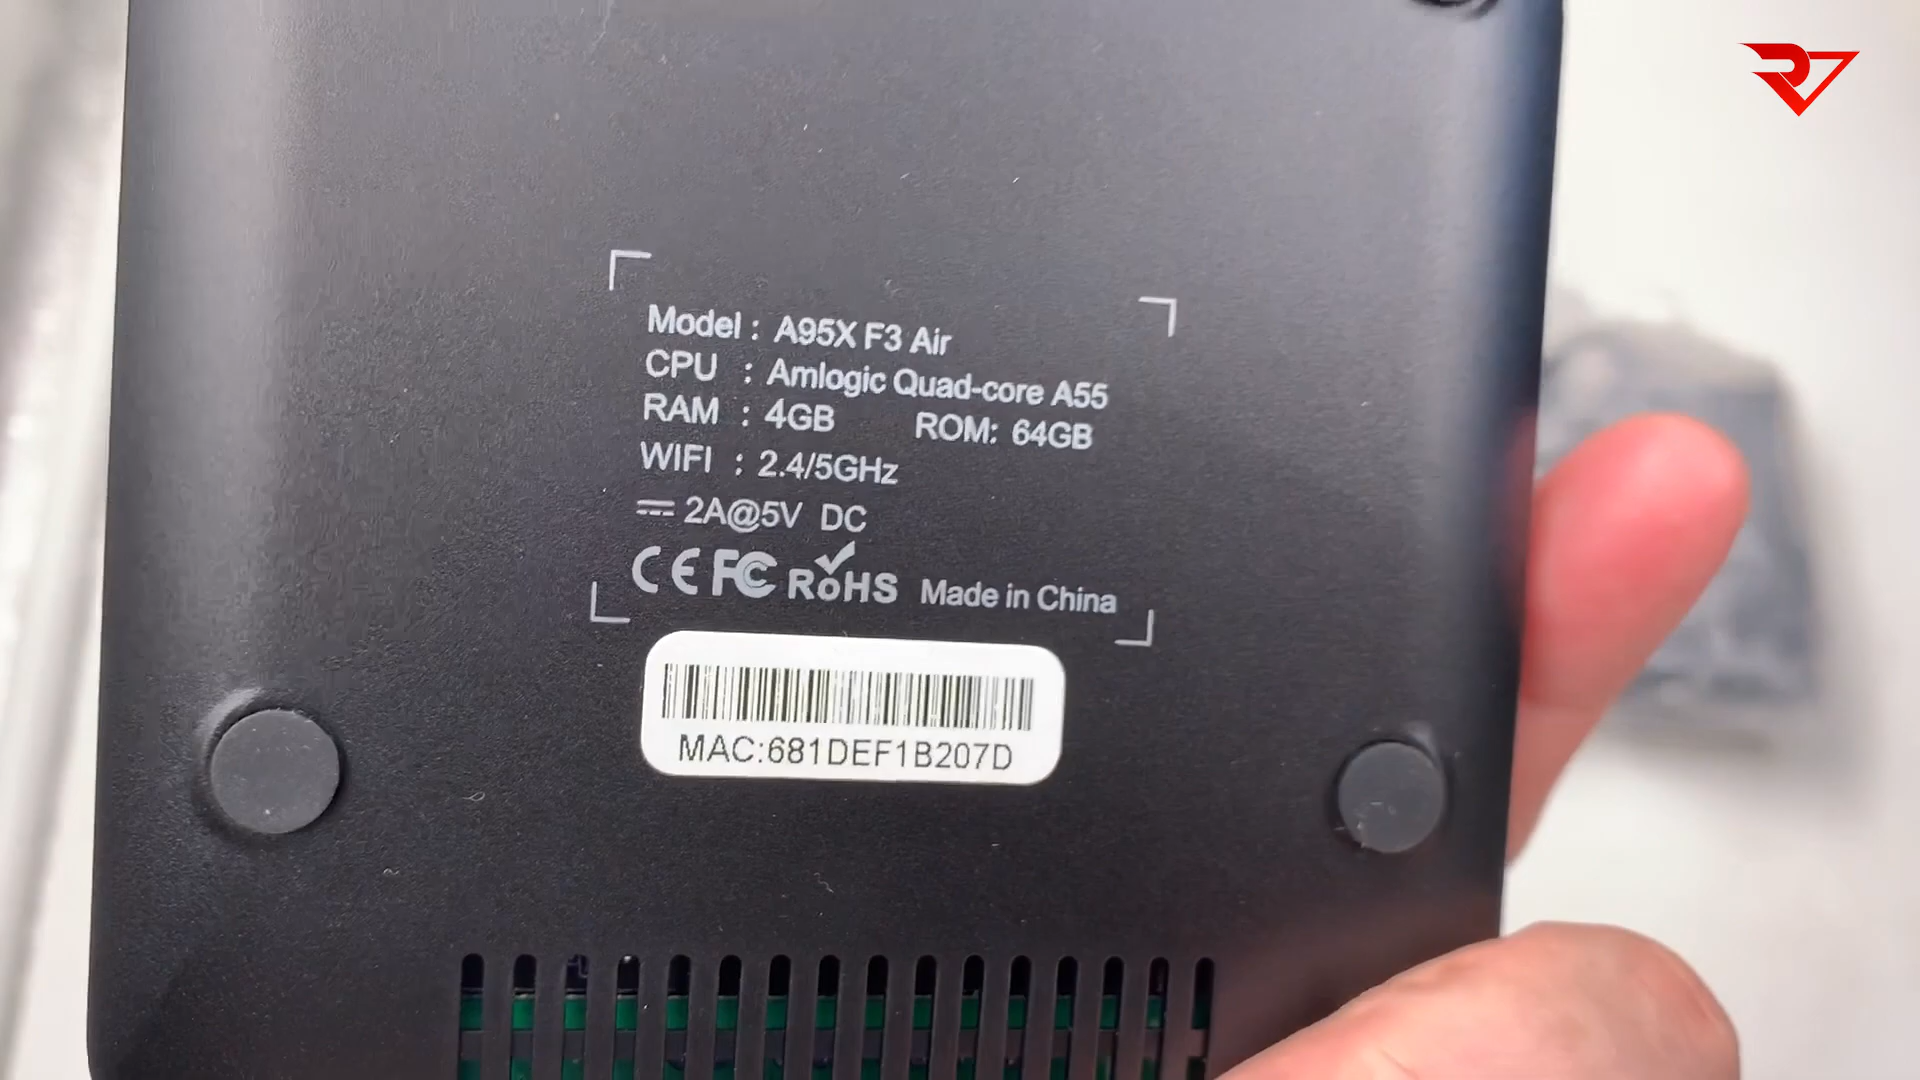 Model : A95X F3 Air
CPU : Amlogic Quad-core A55
RAM : 4GB ROM: 64GB
WIFI : 2.4/5GHz
2A@5V DC
CE FC RoHS Made in China
MAC:681DEF1B207D